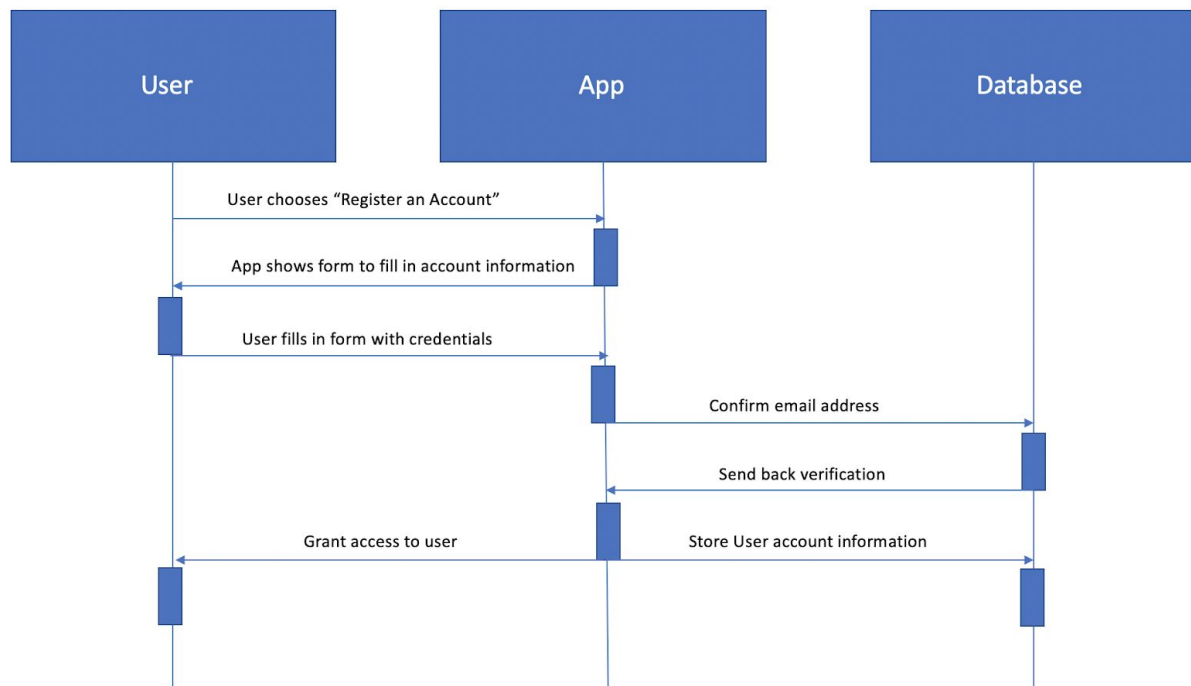 User
App
Database
User chooses “Register an Account”
App shows form to fill in account information
User fills in form with credentials
Confirm email address
Send back verification
Grant access to user
Store User account information